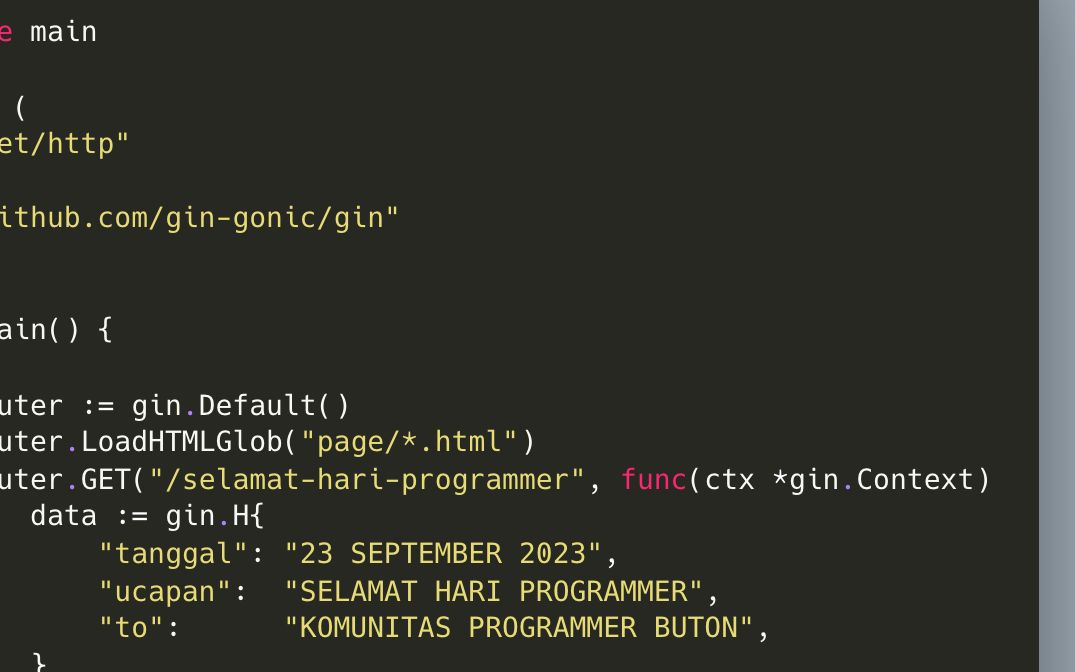 e main
(
et/http"
ithub.com/gin-gonic/gin"
ain() {
uter := gin.Default()
uter.LoadHTMLGlob("page/*.html")
uter.GET("/selamat-hari-programmer", func(ctx *gin.Context)
data := gin.H{
"tanggal": "23 SEPTEMBER 2023",
"ucapan": "SELAMAT HARI PROGRAMMER",
"to": "KOMUNITAS PROGRAMMER BUTON",
}